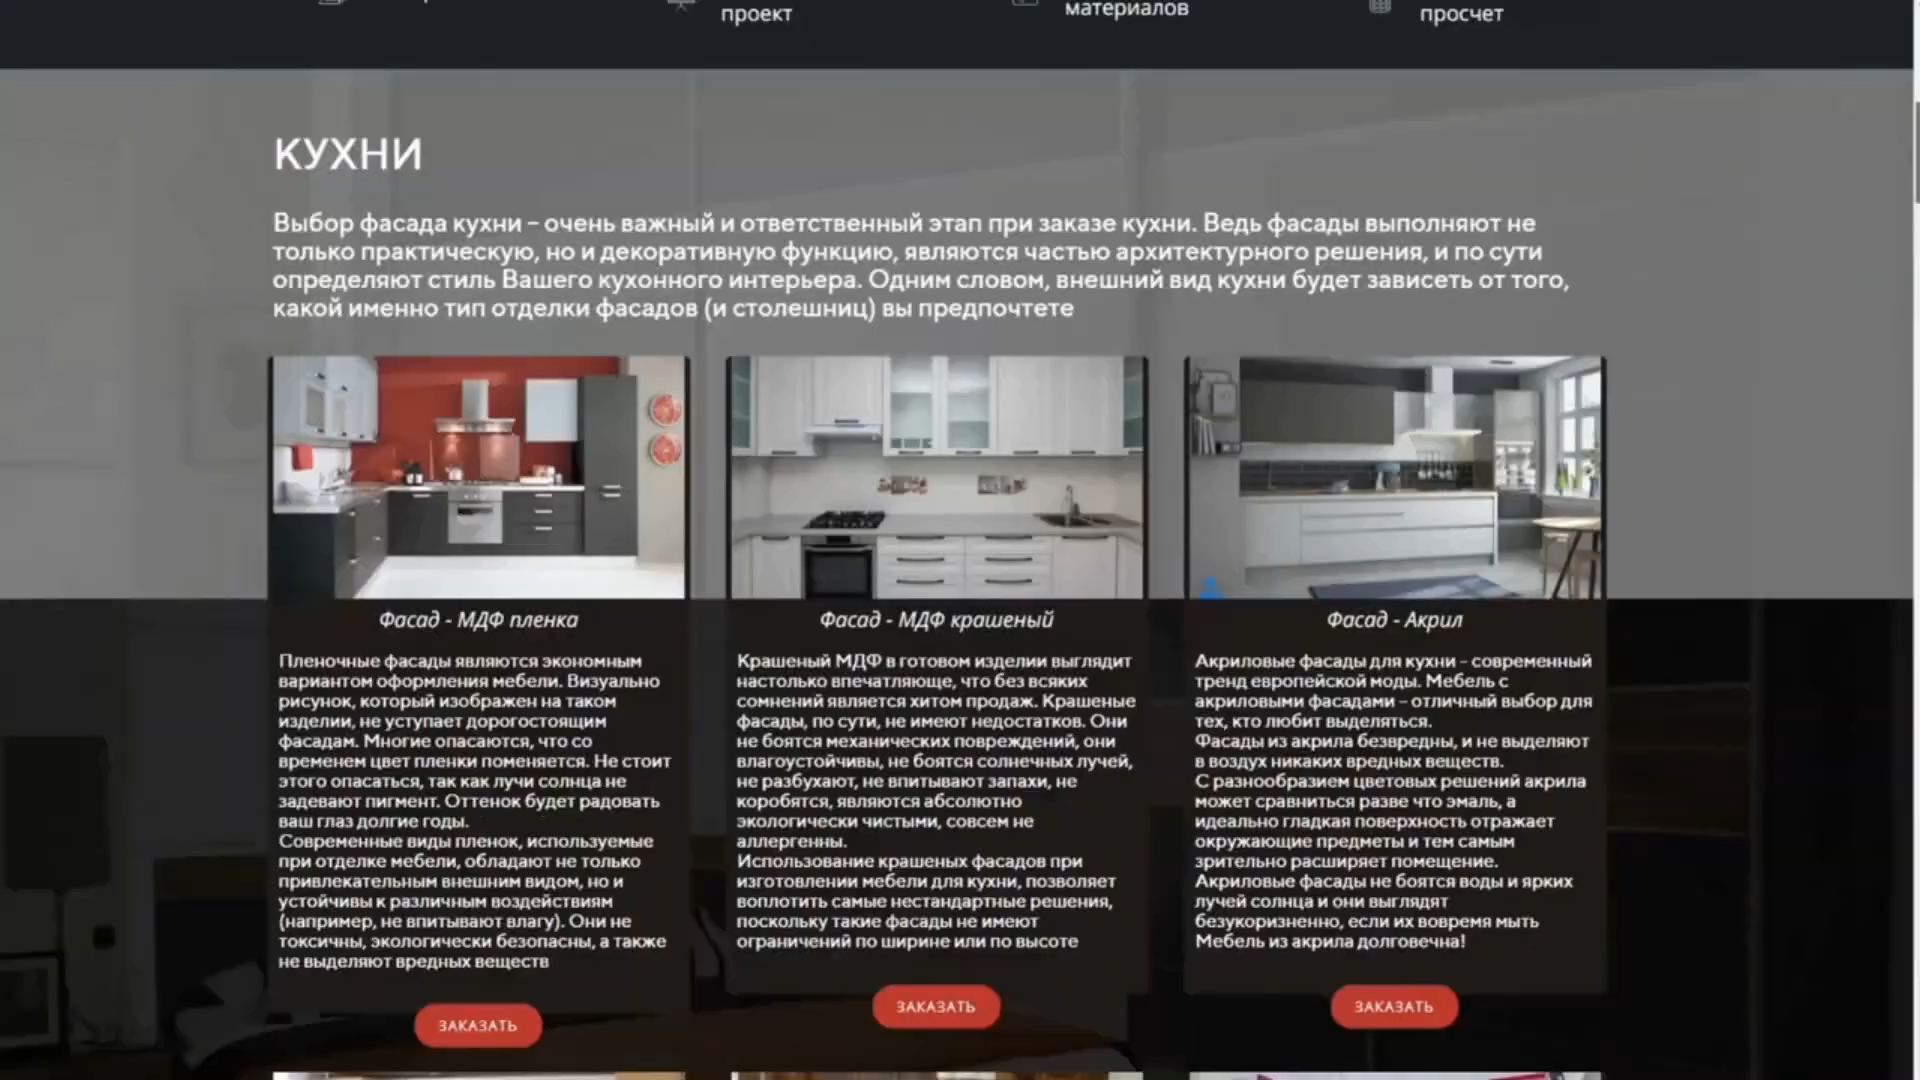 проект
материалов
просчет
КУХНИ
Выбор фасада кухни – очень важный и ответственный этап при заказе кухни. Ведь фасады выполняют не
только практическую, но и декоративную функцию, являются частью архитектурного решения, и по сути
определяют стиль Вашего кухонного интерьера. Одним словом, внешний вид кухни будет зависеть от того,
какой именно тип отделки фасадов (и столешниц) вы предпочтете
Фасад - МДФ пленка
Пленочные фасады являются экономным
вариантом оформления мебели. Визуально
рисунок, который изображен на таком
изделии, не уступает дорогостоящим
фасадам. Многие опасаются, что со
временем цвет пленки поменяется. Не стоит
этого опасаться, так как лучи солнца не
задевают пигмент. Оттенок будет радовать
ваш глаз долгие годы.
Современные виды пленок, используемые
при отделке мебели, обладают не только
привлекательным внешним видом, но и
устойчивы к различным воздействиям
(например, не впитывают влагу). Они не
токсичны, экологически безопасны, а также
не выделяют вредных веществ
ЗАКАЗАТЬ
Фасад - МДФ крашеный
Крашеный МДФ в готовом изделии выглядит
настолько впечатляюще, что без всяких
сомнений является хитом продаж. Крашеные
фасады, по сути, не имеют недостатков. Они
не боятся механических повреждений, они
влагоустойчивы, не боятся солнечных лучей,
не разбухают, не впитывают запахи, не
коробятся, являются абсолютно
экологически чистыми, совсем не
аллергенны.
Использование крашеных фасадов при
изготовлении мебели для кухни, позволяет
воплотить самые нестандартные решения,
поскольку такие фасады не имеют
ограничений по ширине или по высоте
ЗАКАЗАТЬ
Фасад - Акрил
Акриловые фасады для кухни – современный
тренд европейской моды. Мебель с
акриловыми фасадами – отличный выбор для
тех, кто любит выделяться.
Фасады из акрила безвредны, и не выделяют
в воздух никаких вредных веществ.
С разнообразием цветовых решений акрила
может сравниться разве что эмаль, а
идеально гладкая поверхность отражает
окружающие предметы и тем самым
зрительно расширяет помещение.
Акриловые фасады не боятся воды и ярких
лучей солнца и они выглядят
безукоризненно, если их вовремя мыть
Мебель из акрила долговечна!
ЗАКАЗАТЬ